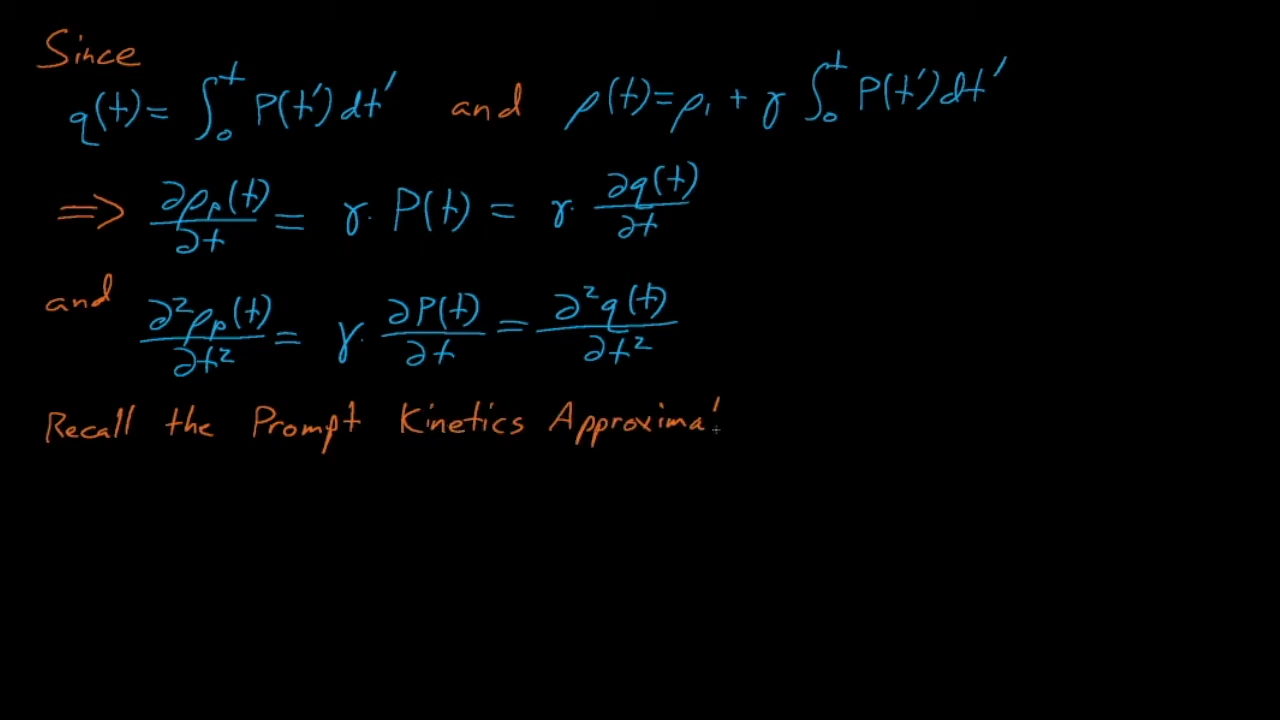 Since
q(t) = ∫₀ᵗ P(t′) dt′ and ρ(t) = ρ₁ + γ ∫₀ᵗ P(t′) dt′
⇒ ∂ρₚ(t)/∂t = γ · P(t) = γ · ∂q(t)/∂t
and ∂²ρₚ(t)/∂t² = γ · ∂P(t)/∂t = ∂²q(t)/∂t²
Recall the Prompt Kinetics Approxima